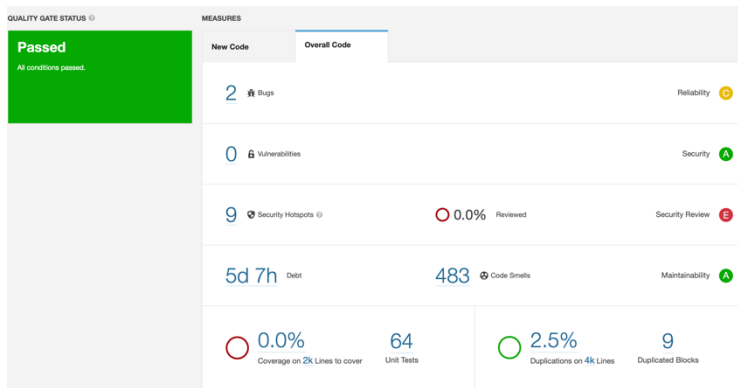 QUALITY GATE STATUS
MEASURES
Passed
All conditions passed.
New Code
Overall Code
2 Bugs
Reliability C
0 Vulnerabilities
Security A
9 Security Hotspots
0.0% Reviewed
Security Review E
5d 7h Debt
483 Code Smells
Maintainability A
0.0%
Coverage on 2k Lines to cover
64
Unit Tests
2.5%
Duplications on 4k Lines
9
Duplicated Blocks